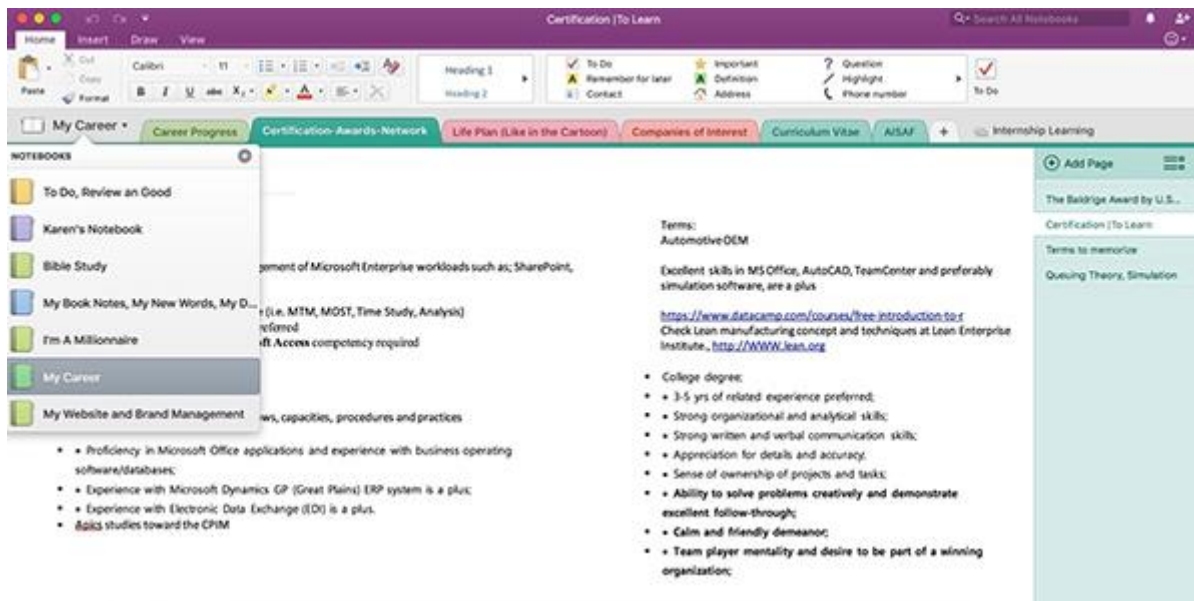 Certification |To Learn
Search All Notebooks
Home Insert Draw View
Cut
Copy
Paste
Format
Calibri 11
B I U abc X₂ A
Heading 1
Heading 2
To Do Important ? Question
Remember for later Definition Highlight
Contact Address Phone number
To Do
My Career
Career Progress
Certification-Awards-Network
Life Plan (Like in the Cartoon)
Companies of Interest
Curriculum Vitae
AISAF
+
Internship Learning
NOTEBOOKS
To Do, Review an Good
Karen's Notebook
Bible Study
My Book Notes, My New Words, My D...
I'm A Millionnaire
My Career
My Website and Brand Management
gement of Microsoft Enterprise workloads such as; SharePoint,
(i.e. MTM, MOST, Time Study, Analysis)
eferred
ft Access competency required
ws, capacities, procedures and practices
• • Proficiency in Microsoft Office applications and experience with business operating
software/databases;
• • Experience with Microsoft Dynamics GP (Great Plains) ERP system is a plus;
• • Experience with Electronic Data Exchange (EDI) is a plus.
• Apics studies toward the CPIM
Terms:
Automotive OEM
Excellent skills in MS Office, AutoCAD, TeamCenter and preferably
simulation software, are a plus
https://www.datacamp.com/courses/free-introduction-to-r
Check Lean manufacturing concept and techniques at Lean Enterprise
Institute., http://WWW.lean.org
• College degree;
• • 3-5 yrs of related experience preferred;
• • Strong organizational and analytical skills;
• • Strong written and verbal communication skills;
• • Appreciation for details and accuracy.
• • Sense of ownership of projects and tasks;
• • Ability to solve problems creatively and demonstrate
excellent follow-through;
• • Calm and friendly demeanor;
• • Team player mentality and desire to be part of a winning
organization;
Add Page
The Baldrige Award by U.S...
Certification |To Learn
Terms to memorize
Queuing Theory, Simulation